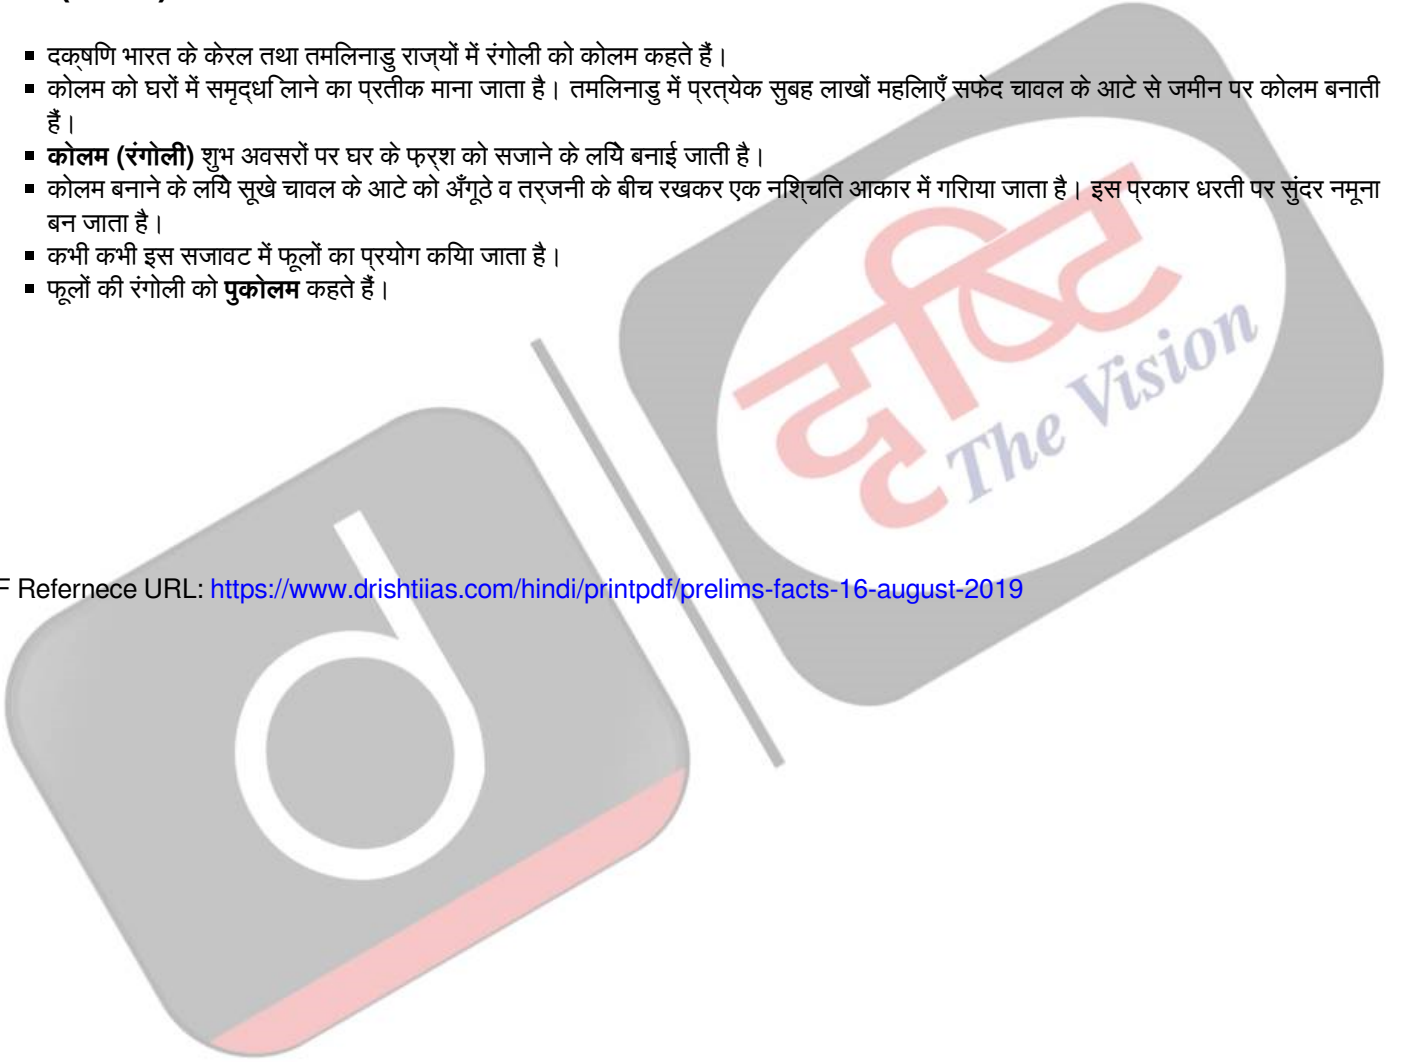 दक्षिण भारत के केरल तथा तमिलनाडु राज्यों में रंगोली को कोलम कहते हैं।
कोलम को घरों में समृद्धि लाने का प्रतीक माना जाता है। तमिलनाडु में प्रत्येक सुबह लाखों महिलाएँ सफेद चावल के आटे से जमीन पर कोलम बनाती
हैं।
कोलम (रंगोली) शुभ अवसरों पर घर के फ़र्श को सजाने के लिये बनाई जाती है।
कोलम बनाने के लिये सूखे चावल के आटे को अँगूठे व तर्जनी के बीच रखकर एक निश्चित आकार में गिराया जाता है। इस प्रकार धरती पर सुंदर नमूना
बन जाता है।
कभी कभी इस सजावट में फूलों का प्रयोग किया जाता है।
फूलों की रंगोली को पुकोलम कहते हैं।
दृष्टि
The Vision
d
F Refernece URL: https://www.drishtiias.com/hindi/printpdf/prelims-facts-16-august-2019